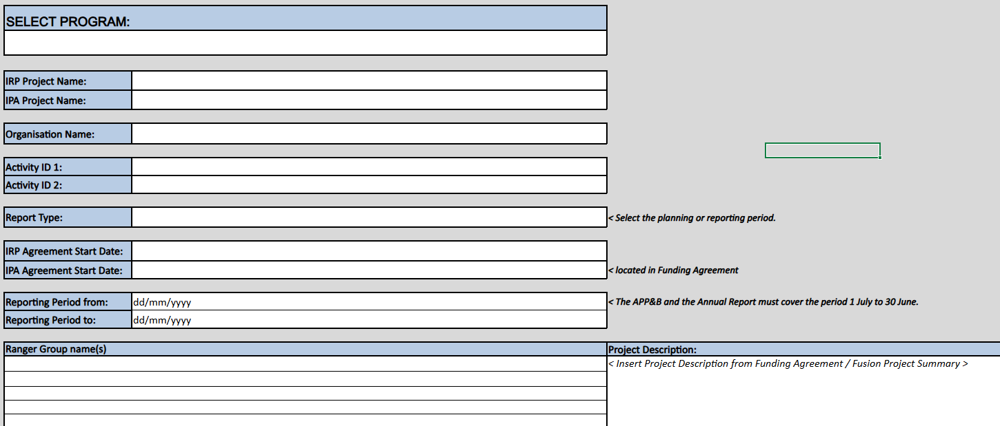 SELECT PROGRAM:
IRP Project Name:
IPA Project Name:
Organisation Name:
Activity ID 1:
Activity ID 2:
Report Type:
< Select the planning or reporting period.
IRP Agreement Start Date:
IPA Agreement Start Date:
< located in Funding Agreement
Reporting Period from: dd/mm/yyyy
< The APP&B and the Annual Report must cover the period 1 July to 30 June.
Reporting Period to: dd/mm/yyyy
Ranger Group name(s)
Project Description:
< Insert Project Description from Funding Agreement / Fusion Project Summary >